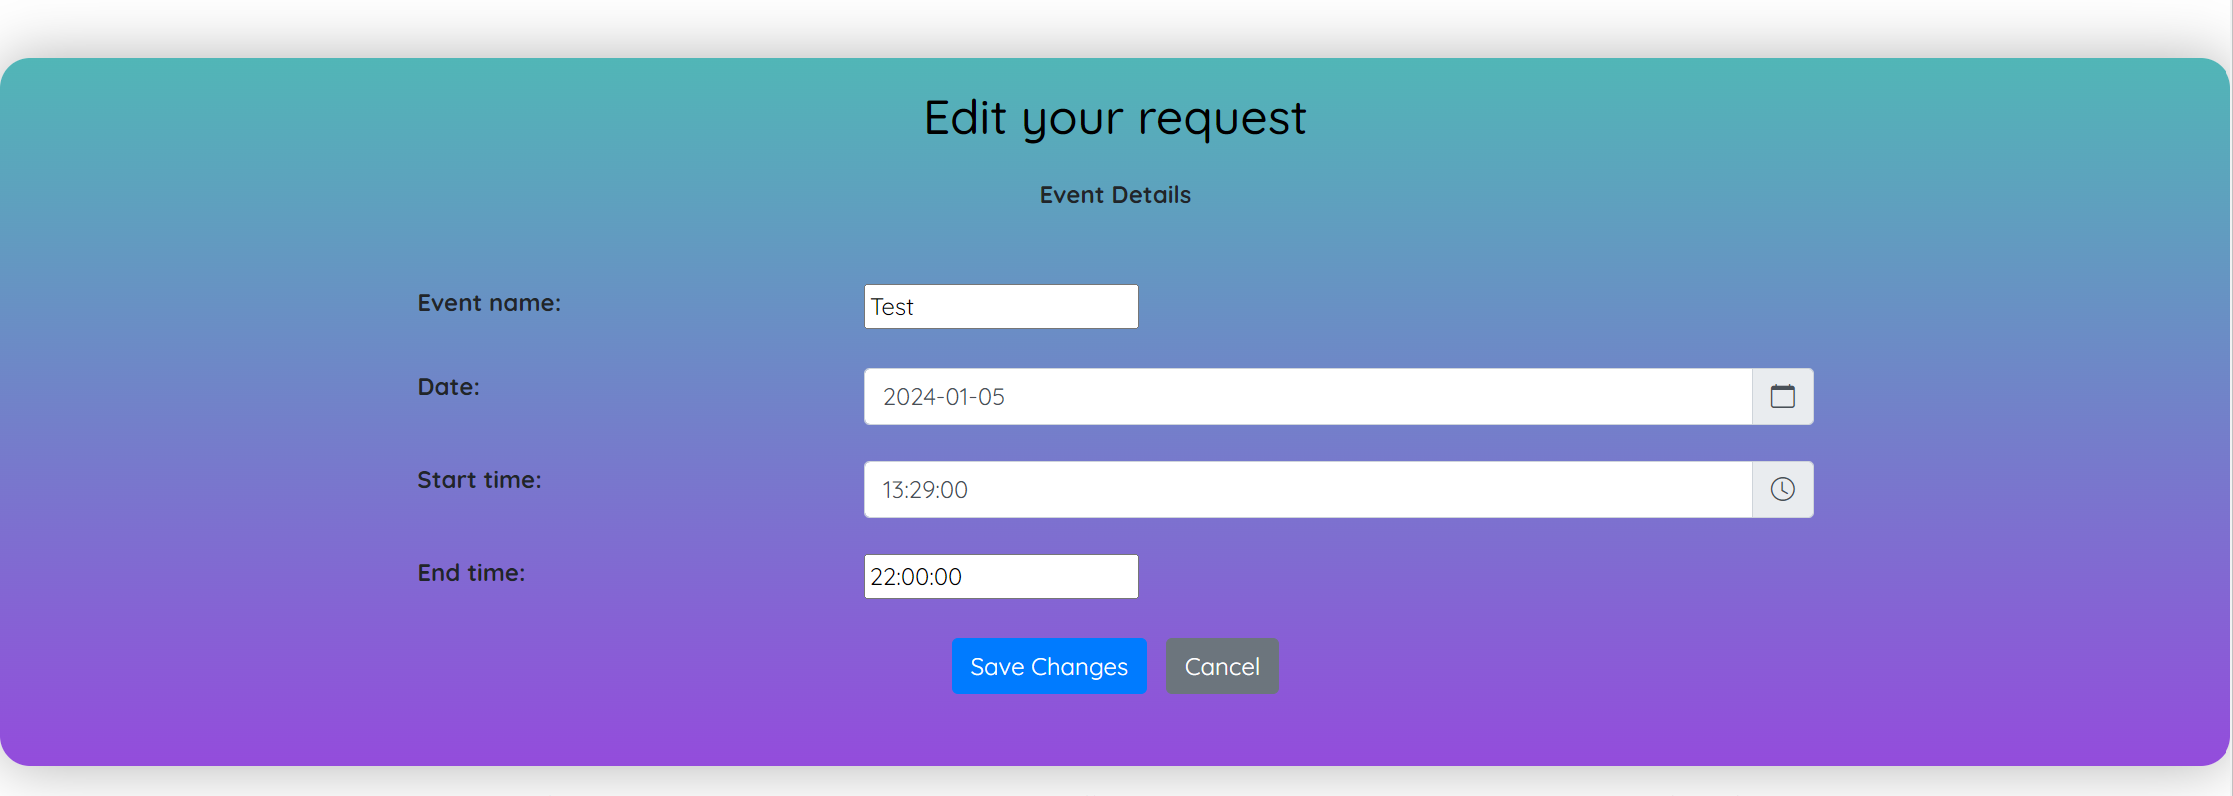 Edit your request
Event Details
Event name: Test
Date: 2024-01-05
Start time: 13:29:00
End time: 22:00:00
Save Changes Cancel